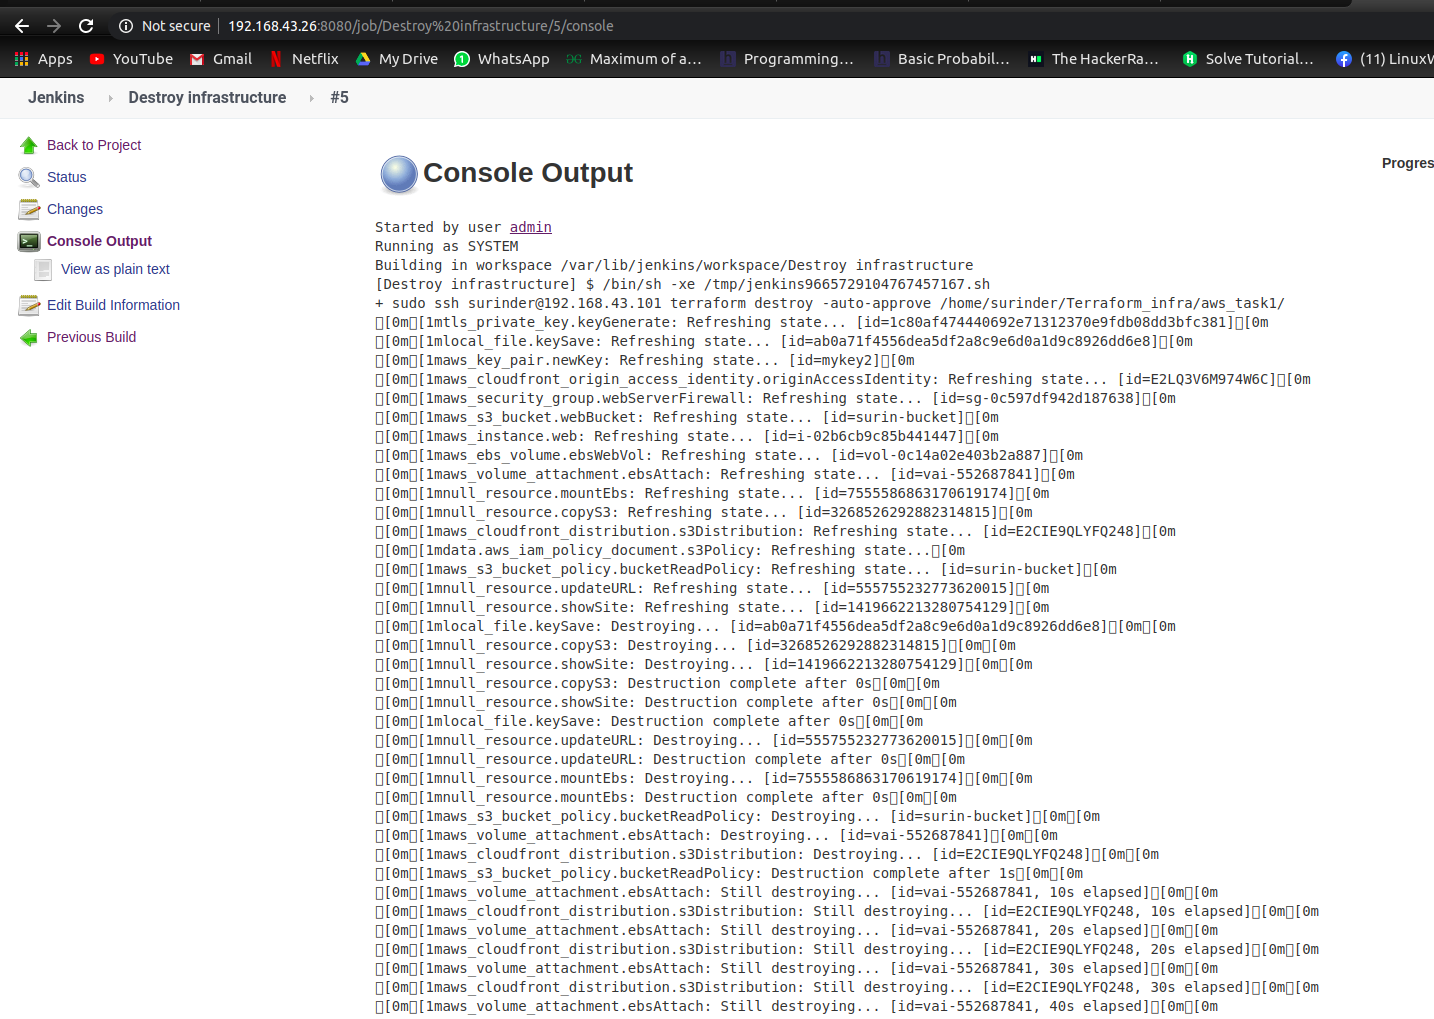 Not secure | 192.168.43.26:8080/job/Destroy%20infrastructure/5/console
Apps YouTube Gmail Netflix My Drive WhatsApp Maximum of a... Programming... Basic Probabil... The HackerRa... Solve Tutorial... (11) LinuxW
Jenkins Destroy infrastructure #5
Back to Project
Status
Changes
Console Output
View as plain text
Edit Build Information
Previous Build
Console Output
Progres
Started by user admin
Running as SYSTEM
Building in workspace /var/lib/jenkins/workspace/Destroy infrastructure
[Destroy infrastructure] $ /bin/sh -xe /tmp/jenkins9665729104767457167.sh
+ sudo ssh surinder@192.168.43.101 terraform destroy -auto-approve /home/surinder/Terraform_infra/aws_task1/
[0m[1mtls_private_key.keyGenerate: Refreshing state... [id=1c80af474440692e71312370e9fdb08dd3bfc381][0m
[0m[1mlocal_file.keySave: Refreshing state... [id=ab0a71f4556dea5df2a8c9e6d0a1d9c8926dd6e8][0m
[0m[1maws_key_pair.newKey: Refreshing state... [id=mykey2][0m
[0m[1maws_cloudfront_origin_access_identity.originAccessIdentity: Refreshing state... [id=E2LQ3V6M974W6C][0m
[0m[1maws_security_group.webServerFirewall: Refreshing state... [id=sg-0c597df942d187638][0m
[0m[1maws_s3_bucket.webBucket: Refreshing state... [id=surin-bucket][0m
[0m[1maws_instance.web: Refreshing state... [id=i-02b6cb9c85b441447][0m
[0m[1maws_ebs_volume.ebsWebVol: Refreshing state... [id=vol-0c14a02e403b2a887][0m
[0m[1maws_volume_attachment.ebsAttach: Refreshing state... [id=vai-552687841][0m
[0m[1mnull_resource.mountEbs: Refreshing state... [id=7555586863170619174][0m
[0m[1mnull_resource.copyS3: Refreshing state... [id=3268526292882314815][0m
[0m[1maws_cloudfront_distribution.s3Distribution: Refreshing state... [id=E2CIE9QLYFQ248][0m
[0m[1mdata.aws_iam_policy_document.s3Policy: Refreshing state...[0m
[0m[1maws_s3_bucket_policy.bucketReadPolicy: Refreshing state... [id=surin-bucket][0m
[0m[1mnull_resource.updateURL: Refreshing state... [id=555755232773620015][0m
[0m[1mnull_resource.showSite: Refreshing state... [id=1419662213280754129][0m
[0m[1mlocal_file.keySave: Destroying... [id=ab0a71f4556dea5df2a8c9e6d0a1d9c8926dd6e8][0m[0m
[0m[1mnull_resource.copyS3: Destroying... [id=3268526292882314815][0m[0m
[0m[1mnull_resource.showSite: Destroying... [id=1419662213280754129][0m[0m
[0m[1mnull_resource.copyS3: Destruction complete after 0s[0m[0m
[0m[1mnull_resource.showSite: Destruction complete after 0s[0m[0m
[0m[1mlocal_file.keySave: Destruction complete after 0s[0m[0m
[0m[1mnull_resource.updateURL: Destroying... [id=555755232773620015][0m[0m
[0m[1mnull_resource.updateURL: Destruction complete after 0s[0m[0m
[0m[1mnull_resource.mountEbs: Destroying... [id=7555586863170619174][0m[0m
[0m[1mnull_resource.mountEbs: Destruction complete after 0s[0m[0m
[0m[1maws_s3_bucket_policy.bucketReadPolicy: Destroying... [id=surin-bucket][0m[0m
[0m[1maws_volume_attachment.ebsAttach: Destroying... [id=vai-552687841][0m[0m
[0m[1maws_cloudfront_distribution.s3Distribution: Destroying... [id=E2CIE9QLYFQ248][0m[0m
[0m[1maws_s3_bucket_policy.bucketReadPolicy: Destruction complete after 1s[0m[0m
[0m[1maws_volume_attachment.ebsAttach: Still destroying... [id=vai-552687841, 10s elapsed][0m[0m
[0m[1maws_cloudfront_distribution.s3Distribution: Still destroying... [id=E2CIE9QLYFQ248, 10s elapsed][0m[0m
[0m[1maws_volume_attachment.ebsAttach: Still destroying... [id=vai-552687841, 20s elapsed][0m[0m
[0m[1maws_cloudfront_distribution.s3Distribution: Still destroying... [id=E2CIE9QLYFQ248, 20s elapsed][0m[0m
[0m[1maws_volume_attachment.ebsAttach: Still destroying... [id=vai-552687841, 30s elapsed][0m[0m
[0m[1maws_cloudfront_distribution.s3Distribution: Still destroying... [id=E2CIE9QLYFQ248, 30s elapsed][0m[0m
[0m[1maws_volume_attachment.ebsAttach: Still destroying... [id=vai-552687841, 40s elapsed][0m[0m